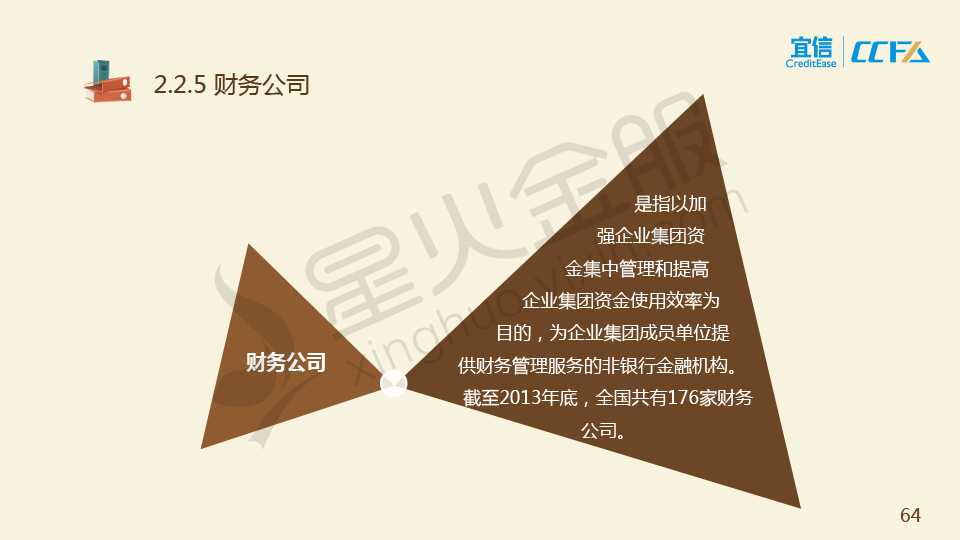 宜信
CreditEase
CCFA
2.2.5 财务公司
星火金服
财务公司
是指以加
强企业集团资
金集中管理和提高
企业集团资金使用效率为
目的，为企业集团成员单位提
供财务管理服务的非银行金融机构。
截至2013年底，全国共有176家财务
公司。
64